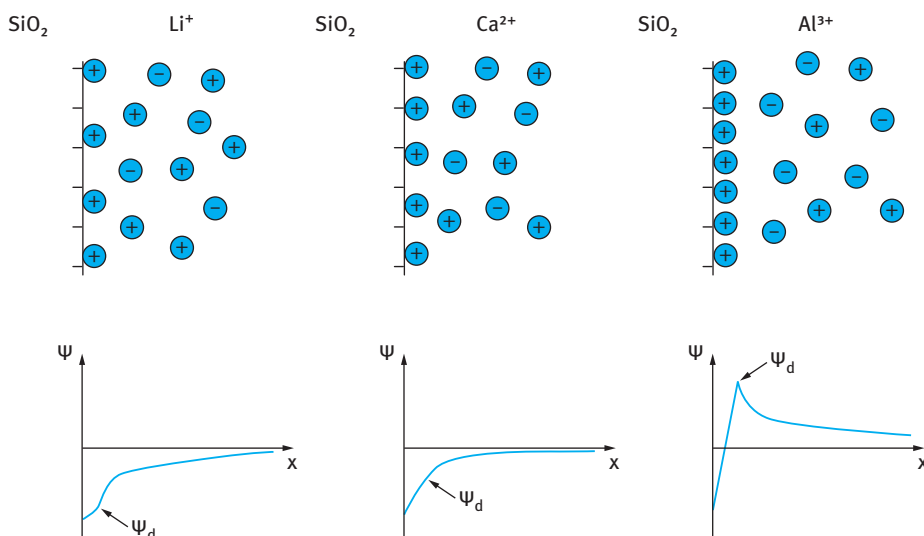 SiO₂ Li⁺ SiO₂ Ca²⁺ SiO₂ Al³⁺
+ − + + − + + − + − + + − + +
+ − + + + − + − + + + − + + +
+ − + + − + + − + + − − + + + + − +
Ψ Ψ Ψ
Ψd
x x x
Ψd
Ψd